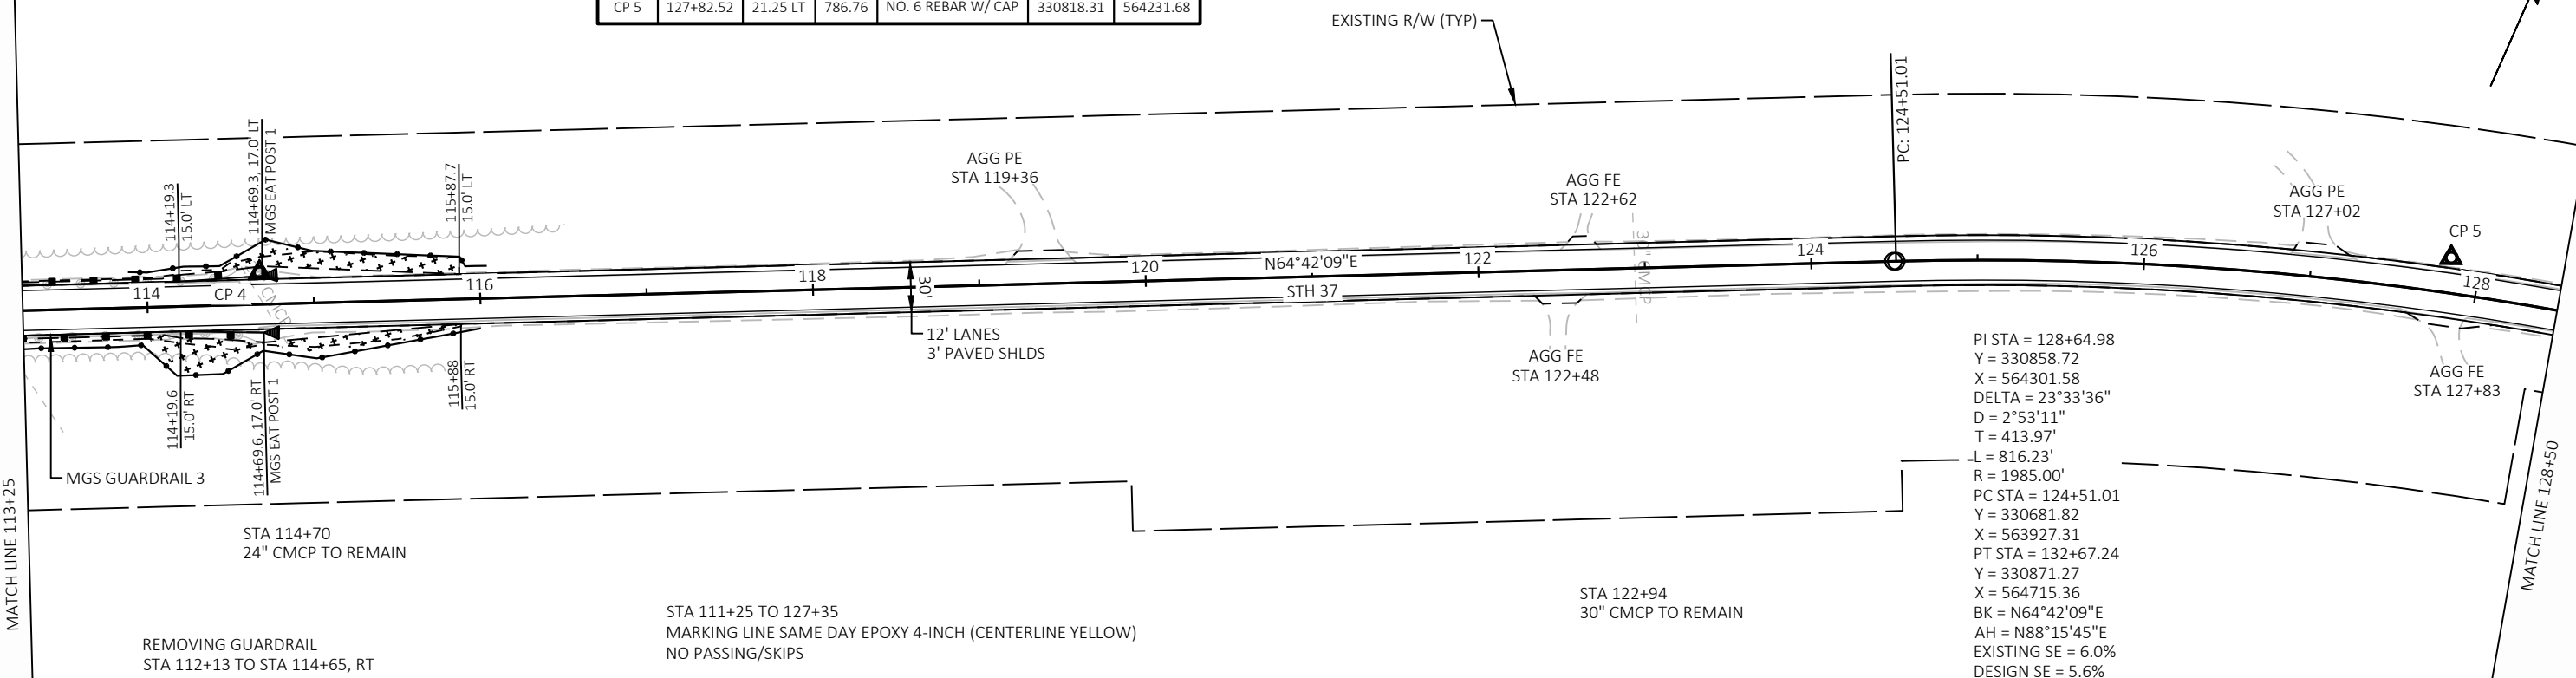 CP 5 127+82.52 21.25 LT 786.76 NO. 6 REBAR W/ CAP 330818.31 564231.68
EXISTING R/W (TYP)
PC: 124+51.01
114+19.3
15.0' LT
114+69.3, 17.0' LT
MGS EAT POST 1
115+87.7
15.0' LT
AGG PE
STA 119+36
AGG FE
STA 122+62
AGG PE
STA 127+02
CP 5
114
CP 4
116
118
30'
120
N64°42'09"E
STH 37
122
124
126
128
CMCP
30" CMCP
12' LANES
3' PAVED SHLDS
AGG FE
STA 122+48
AGG FE
STA 127+83
114+19.6
15.0' RT
114+69.6, 17.0' RT
MGS EAT POST 1
115+88
15.0' RT
MGS GUARDRAIL 3
MATCH LINE 113+25
MATCH LINE 128+50
PI STA = 128+64.98
Y = 330858.72
X = 564301.58
DELTA = 23°33'36"
D = 2°53'11"
T = 413.97'
L = 816.23'
R = 1985.00'
PC STA = 124+51.01
Y = 330681.82
X = 563927.31
PT STA = 132+67.24
Y = 330871.27
X = 564715.36
BK = N64°42'09"E
AH = N88°15'45"E
EXISTING SE = 6.0%
DESIGN SE = 5.6%
STA 114+70
24" CMCP TO REMAIN
STA 122+94
30" CMCP TO REMAIN
STA 111+25 TO 127+35
MARKING LINE SAME DAY EPOXY 4-INCH (CENTERLINE YELLOW)
NO PASSING/SKIPS
REMOVING GUARDRAIL
STA 112+13 TO STA 114+65, RT